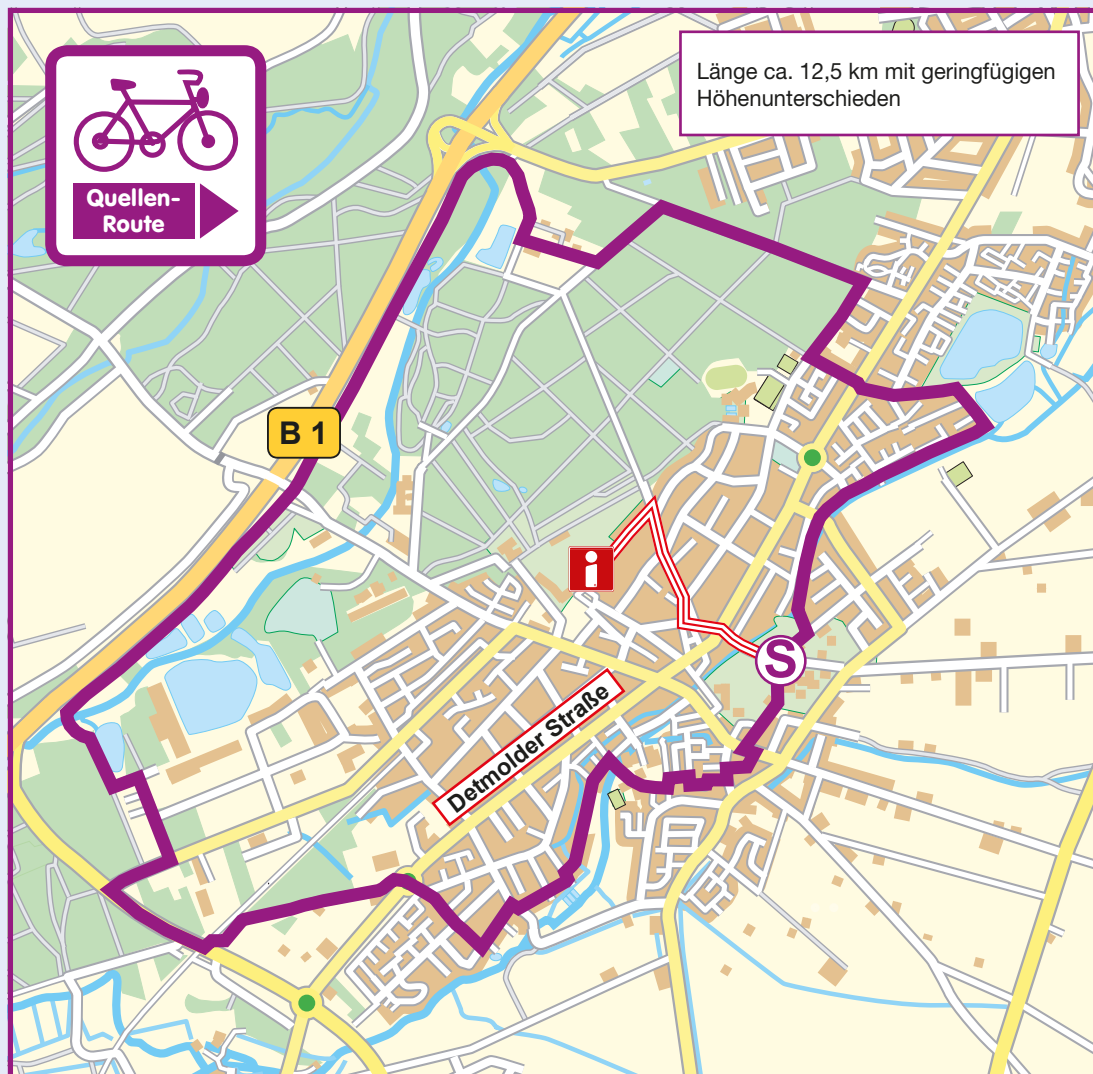 Länge ca. 12,5 km mit geringfügigen
Höhenunterschieden
Quellen-
Route
B 1
i
S
Detmolder Straße